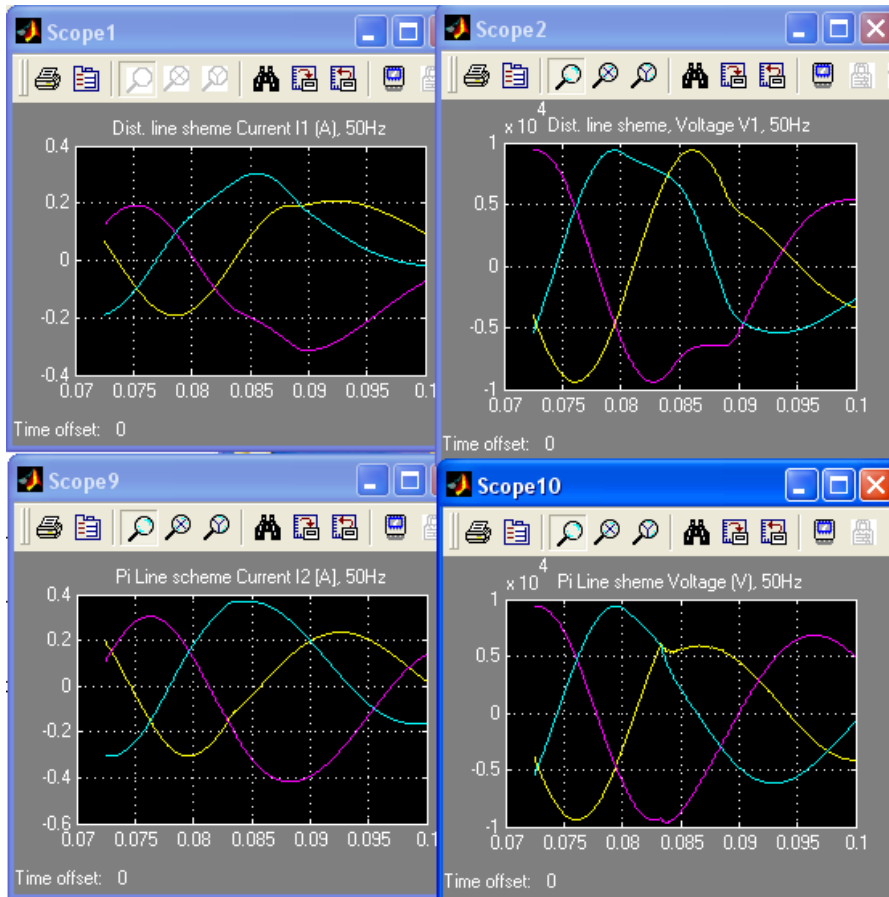 Scope1
Dist. line sheme Current I1 (A), 50Hz
0.4
0.2
0
-0.2
-0.4
0.07 0.075 0.08 0.085 0.09 0.095 0.1
Time offset: 0
Scope2
x 10^4 Dist. line sheme, Voltage V1, 50Hz
1
0.5
0
-0.5
-1
0.07 0.075 0.08 0.085 0.09 0.095 0.1
Time offset: 0
Scope9
Pi Line scheme Current I2 [A], 50Hz
0.4
0.2
0
-0.2
-0.4
-0.6
0.07 0.075 0.08 0.085 0.09 0.095 0.1
Time offset: 0
Scope10
x 10^4 Pi Line sheme Voltage (V), 50Hz
1
0.5
0
-0.5
-1
0.07 0.075 0.08 0.085 0.09 0.095 0.1
Time offset: 0